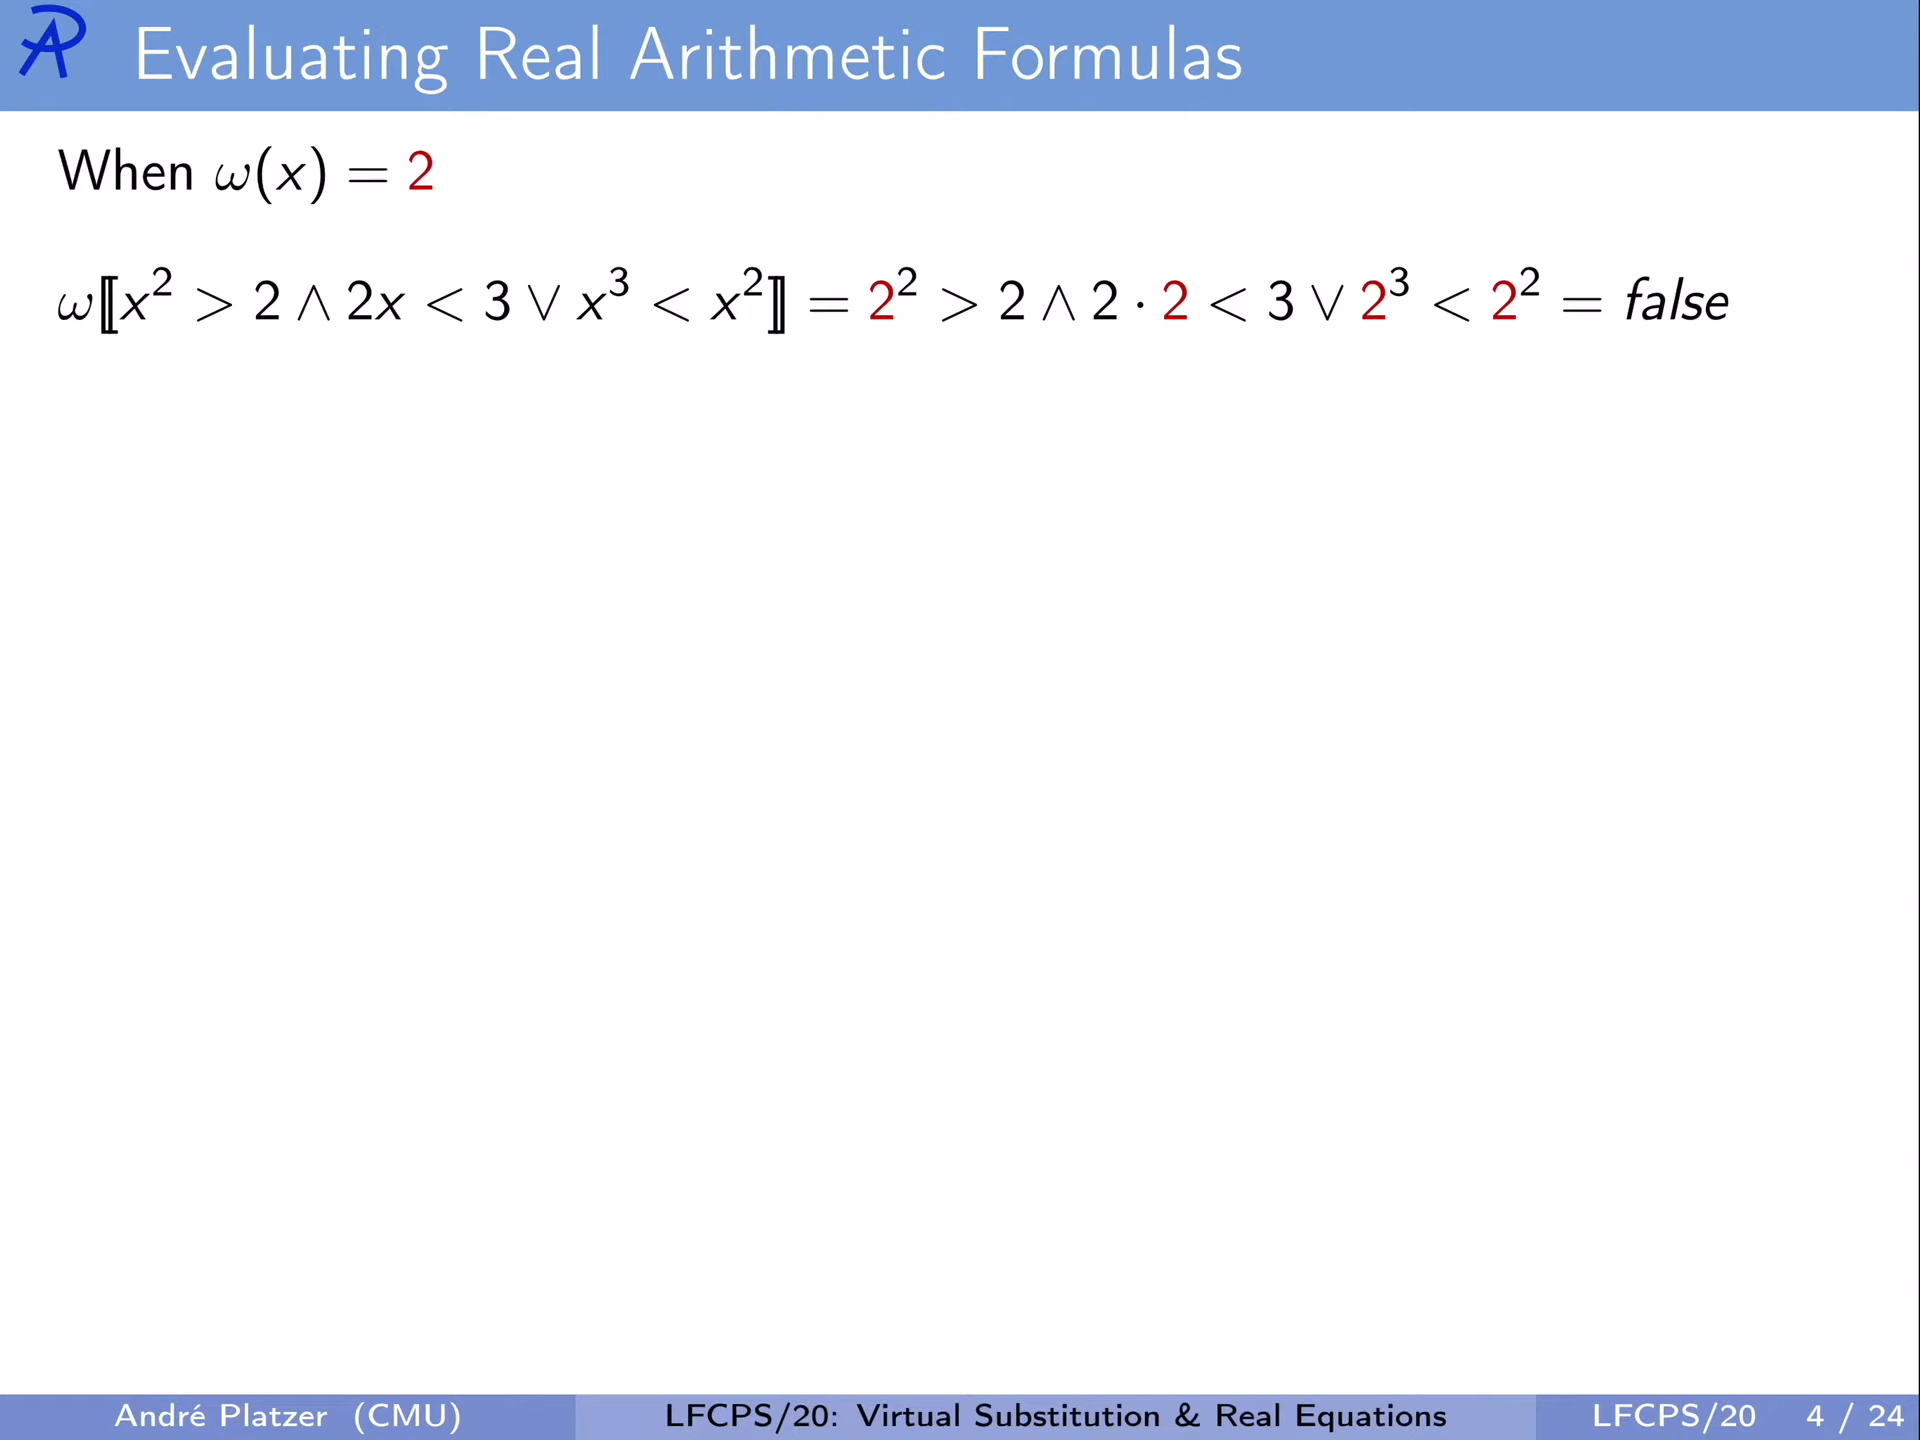 Evaluating Real Arithmetic Formulas
When ω(x) = 2
ω⟦x² > 2 ∧ 2x < 3 ∨ x³ < x²⟧ = 2² > 2 ∧ 2 · 2 < 3 ∨ 2³ < 2² = false
André Platzer (CMU) LFCPS/20: Virtual Substitution & Real Equations LFCPS/20 4 / 24